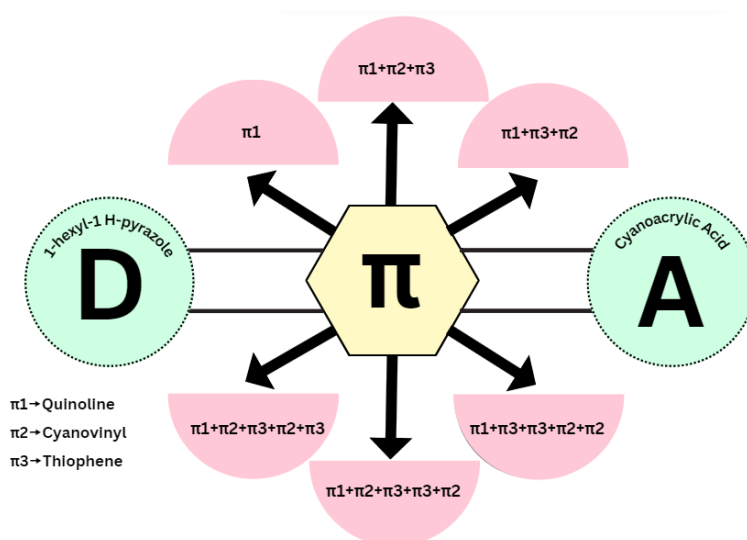 π1+π2+π3
π1
π1+π3+π2
1-hexyl-1 H-pyrazole
D
π
Cyanoacrylic Acid
A
π1→Quinoline
π2→Cyanovinyl
π3→Thiophene
π1+π2+π3+π2+π3
π1+π3+π3+π2+π2
π1+π2+π3+π3+π2